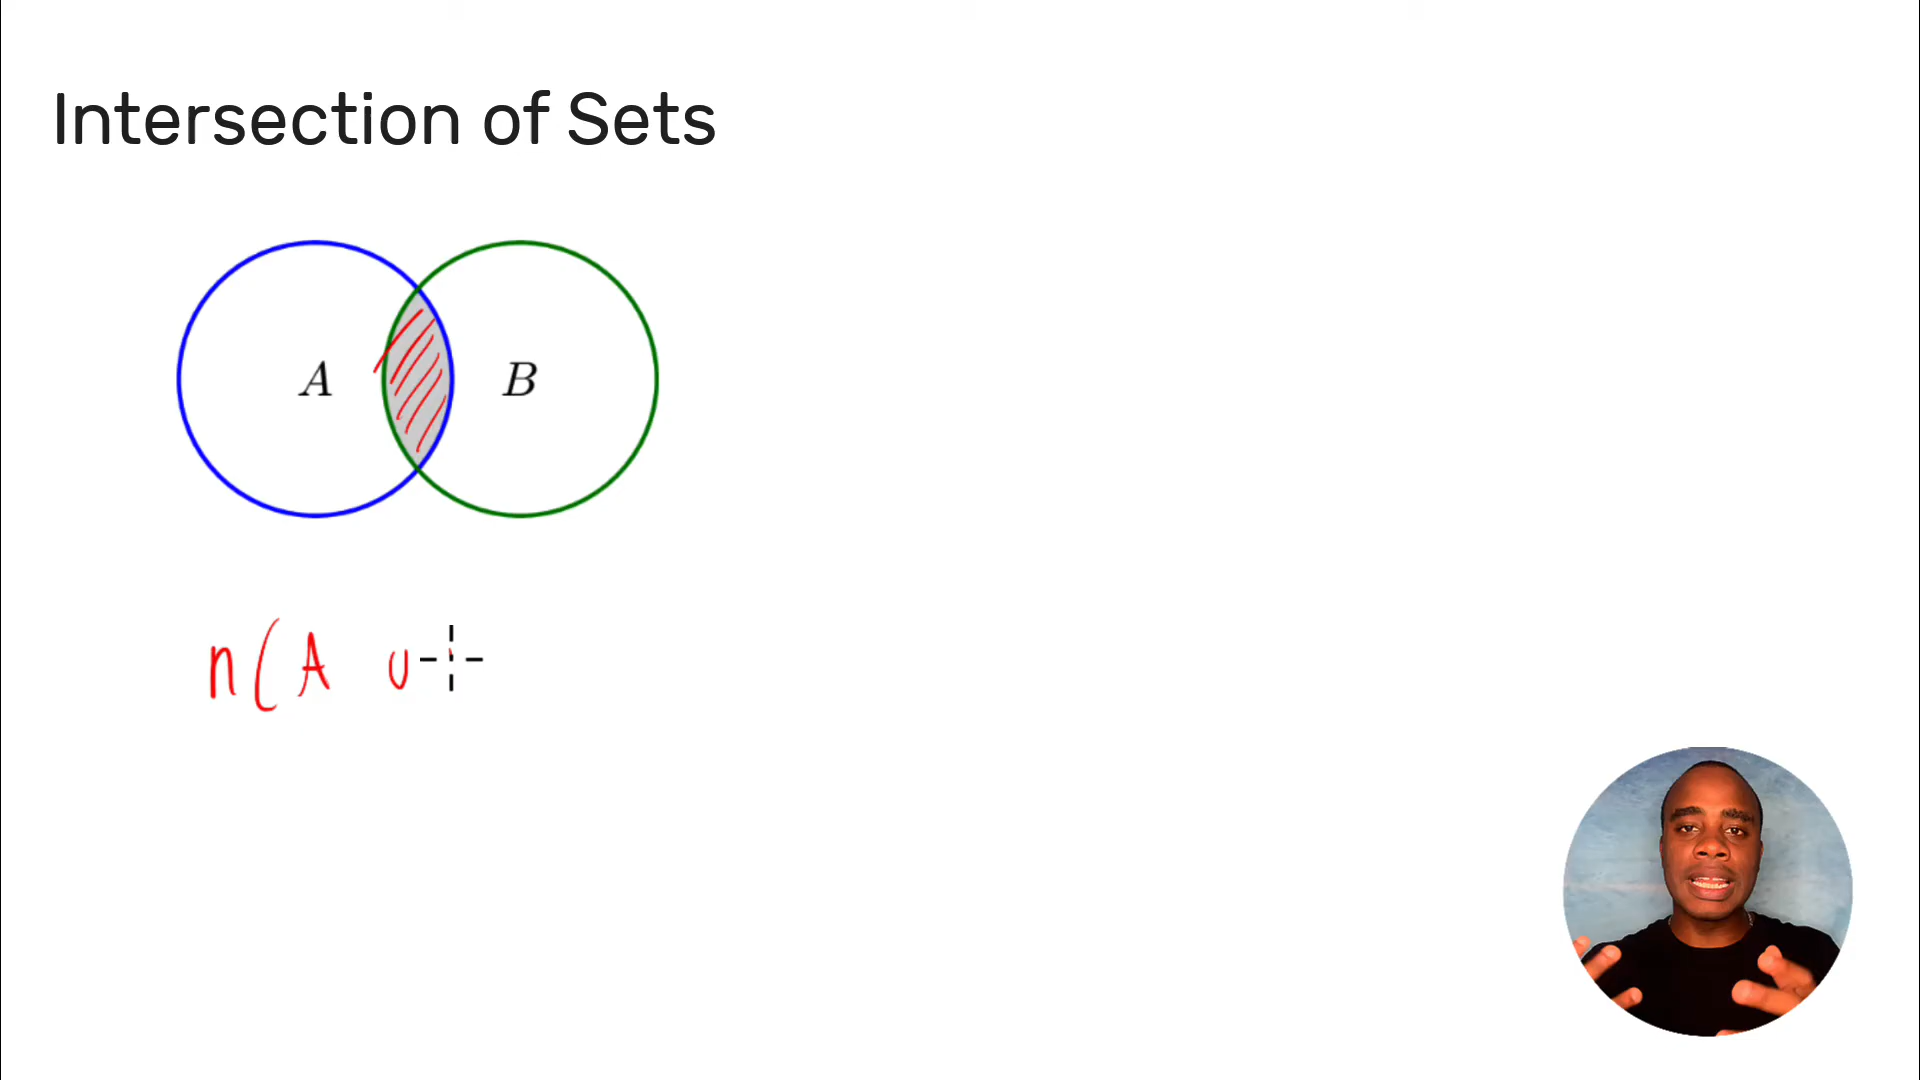 Intersection of Sets
A B
n(A ∪